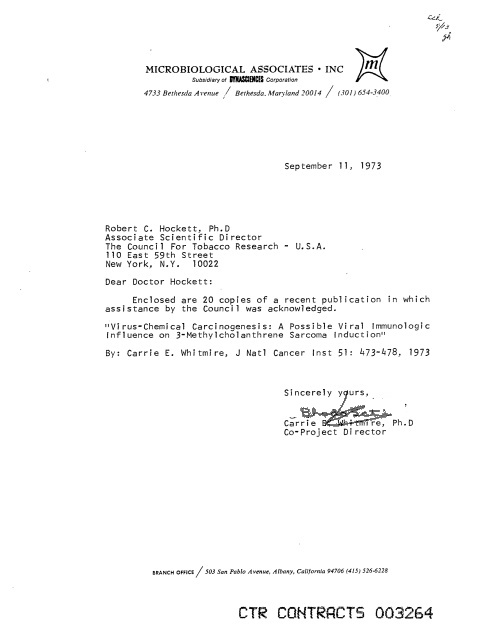 MICROBIOLOGICAL ASSOCIATES • INC
m
Subsidiary of DYNASCIENCES Corporation
4733 Bethesda Avenue / Bethesda, Maryland 20014 / (301) 654-3400
September 11, 1973
Robert C. Hockett, Ph.D
Associate Scientific Director
The Council For Tobacco Research - U.S.A.
110 East 59th Street
New York, N.Y. 10022
Dear Doctor Hockett:
Enclosed are 20 copies of a recent publication in which
assistance by the Council was acknowledged.
"Virus-Chemical Carcinogenesis: A Possible Viral Immunologic
Influence on 3-Methylcholanthrene Sarcoma Induction"
By: Carrie E. Whitmire, J Natl Cancer Inst 51: 473-478, 1973
Sincerely yours,
Carrie E. Whitmire, Ph.D
Co-Project Director
BRANCH OFFICE / 503 San Pablo Avenue, Albany, California 94706 (415) 526-6228
CTR CONTRACTS 003264